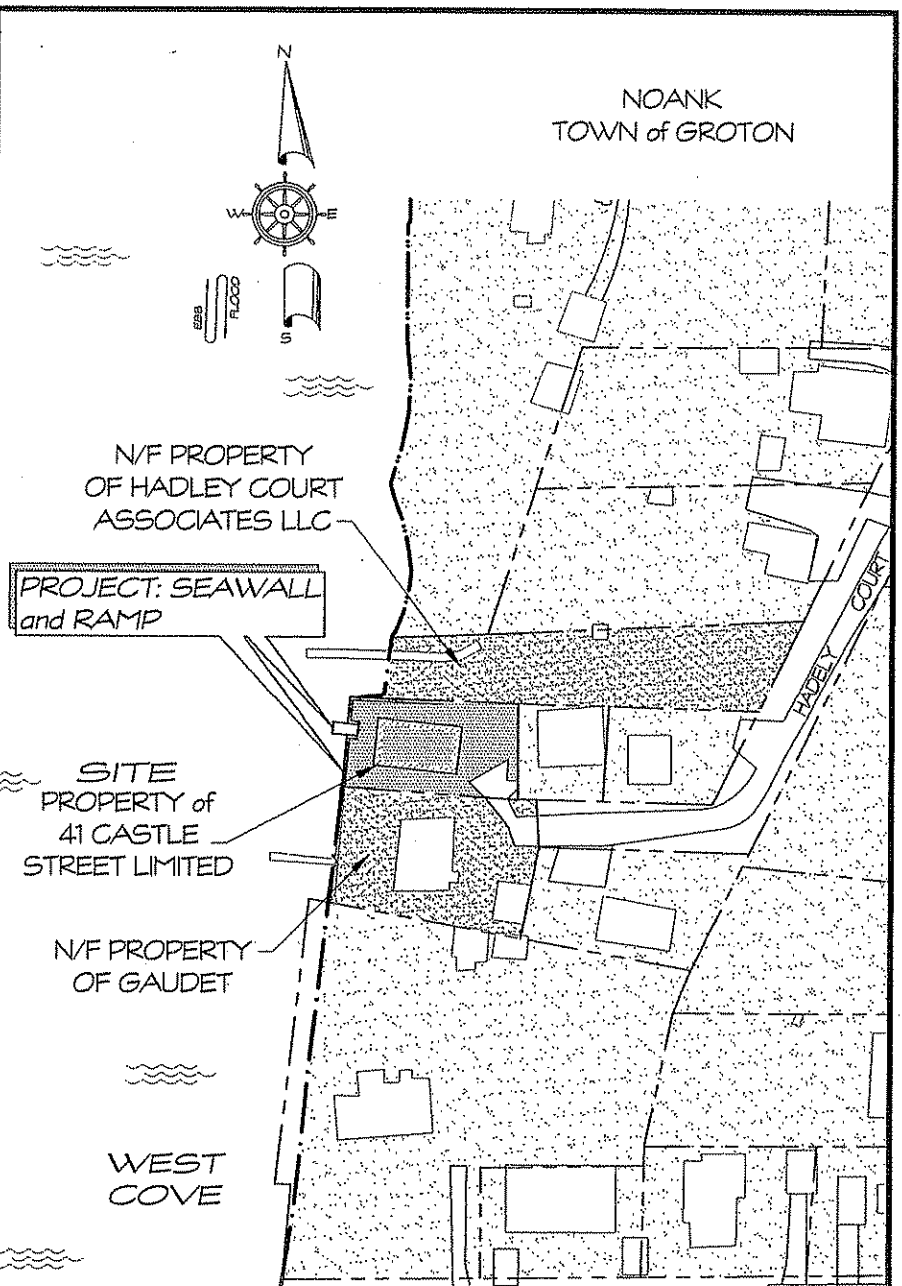 N
NOANK
TOWN of GROTON
W
E
EBB
FLOOD
S
N/F PROPERTY
OF HADLEY COURT
ASSOCIATES LLC
PROJECT: SEAWALL
and RAMP
HADELY COURT
SITE
PROPERTY of
41 CASTLE
STREET LIMITED
N/F PROPERTY
OF GAUDET
WEST
COVE